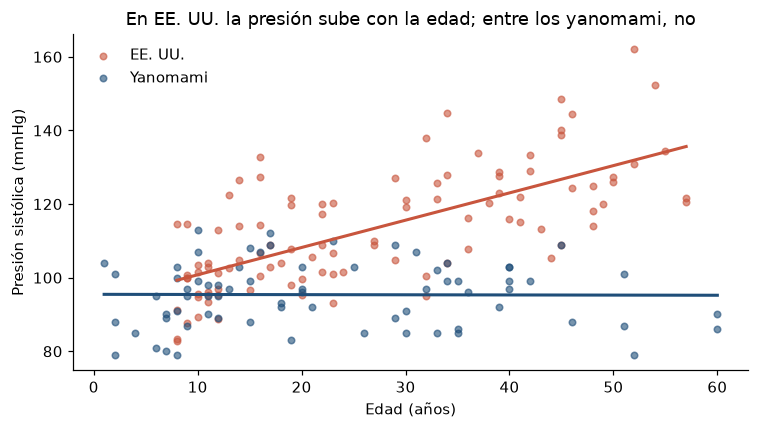 En EE. UU. la presión sube con la edad; entre los yanomami, no
EE. UU.
Yanomami
Presión sistólica (mmHg)
160
140
120
100
80
0 10 20 30 40 50 60
Edad (años)